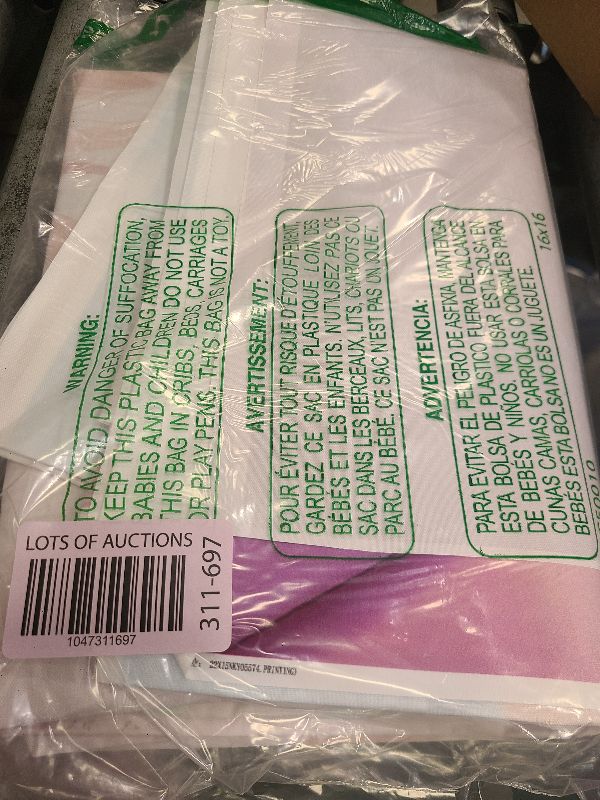 WARNING:
TO AVOID DANGER OF SUFFOCATION,
KEEP THIS PLASTIC BAG AWAY FROM
BABIES AND CHILDREN DO NOT USE
THIS BAG IN CRIBS, BEDS, CARRIAGES
OR PLAY PENS. THIS BAG IS NOT A TOY.
AVERTISSEMENT:
POUR ÉVITER TOUT RISQUE D'ÉTOUFFEMENT,
GARDEZ CE SAC EN PLASTIQUE LOIN DES
BÉBÉS ET LES ENFANTS. N'UTILISEZ PAS CE
SAC DANS LES BERCEAUX, LITS, CHARIOTS OU
PARC AU BEBÉ, CE SAC N'EST PAS UN JOUET.
ADVERTENCIA:
PARA EVITAR EL PELIGRO DE ASFIXIA, MANTENGA
ESTA BOLSA DE PLASTICO, FUERA DEL ALCANCE
DE BEBÉS Y NIÑOS. NO USAR ESTA BOLSA EN
CUNAS CAMAS, CARRIOLAS O CORRALES PARA
BEBÉS ESTA BOLSA NO ES UN JUGUETE.
16x16
LOTS OF AUCTIONS
1047311697
311-697